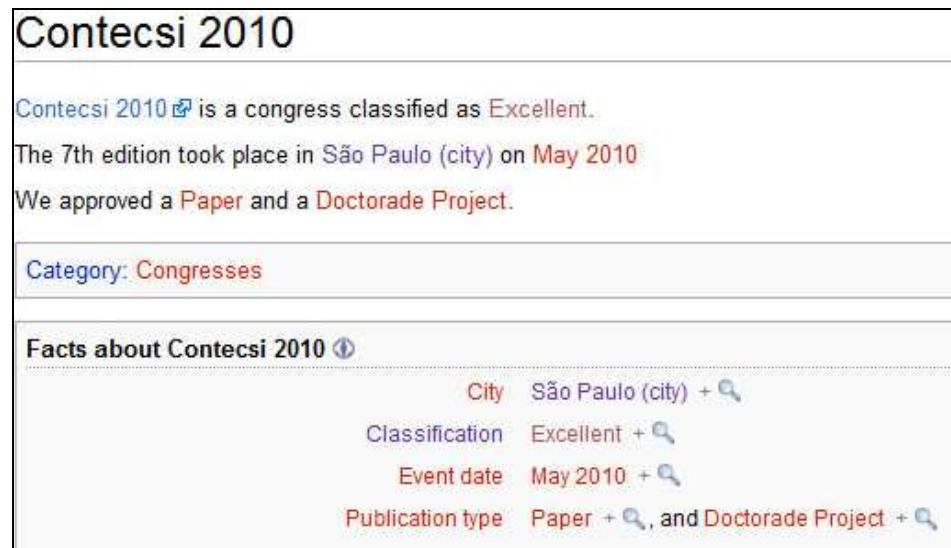 Contecsi 2010
Contecsi 2010 is a congress classified as Excellent.
The 7th edition took place in São Paulo (city) on May 2010
We approved a Paper and a Doctorade Project.
Category: Congresses
Facts about Contecsi 2010
City São Paulo (city) +
Classification Excellent +
Event date May 2010 +
Publication type Paper + , and Doctorade Project +